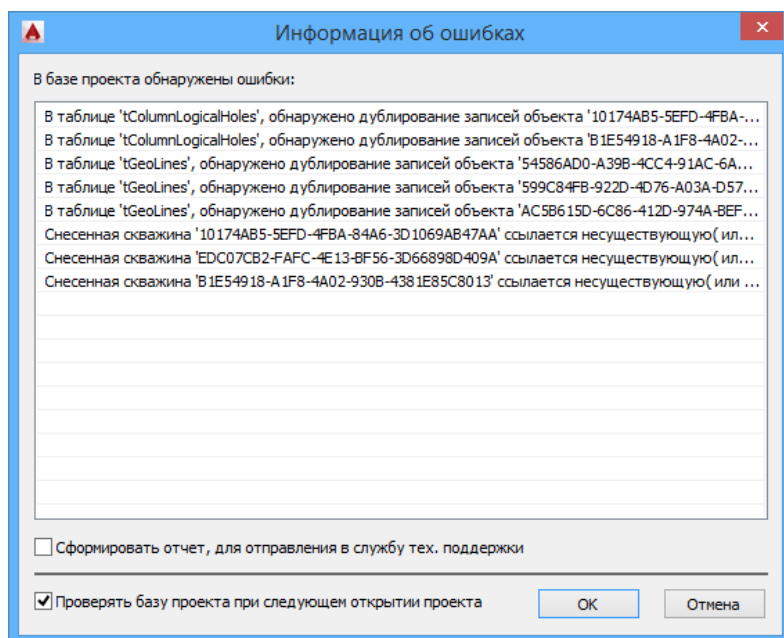 Информация об ошибках
В базе проекта обнаружены ошибки:
В таблице 'tColumnLogicalHoles', обнаружено дублирование записей объекта '10174AB5-5EFD-4FBA-...
В таблице 'tColumnLogicalHoles', обнаружено дублирование записей объекта 'B1E54918-A1F8-4A02-...
В таблице 'tGeoLines', обнаружено дублирование записей объекта '54586AD0-A39B-4CC4-91AC-6A...
В таблице 'tGeoLines', обнаружено дублирование записей объекта '599C84FB-922D-4D76-A03A-D57...
В таблице 'tGeoLines', обнаружено дублирование записей объекта 'AC5B615D-6C86-412D-974A-BEF...
Снесенная скважина '10174AB5-5EFD-4FBA-84A6-3D1069AB47AA' ссылается несуществующую( ил...
Снесенная скважина 'EDC07CB2-FAFC-4E13-BF56-3D66898D409A' ссылается несуществующую( ил...
Снесенная скважина 'B1E54918-A1F8-4A02-930B-4381E85C8013' ссылается несуществующую( или ...
Сформировать отчет, для отправления в службу тех. поддержки
Проверять базу проекта при следующем открытии проекта
OK
Отмена